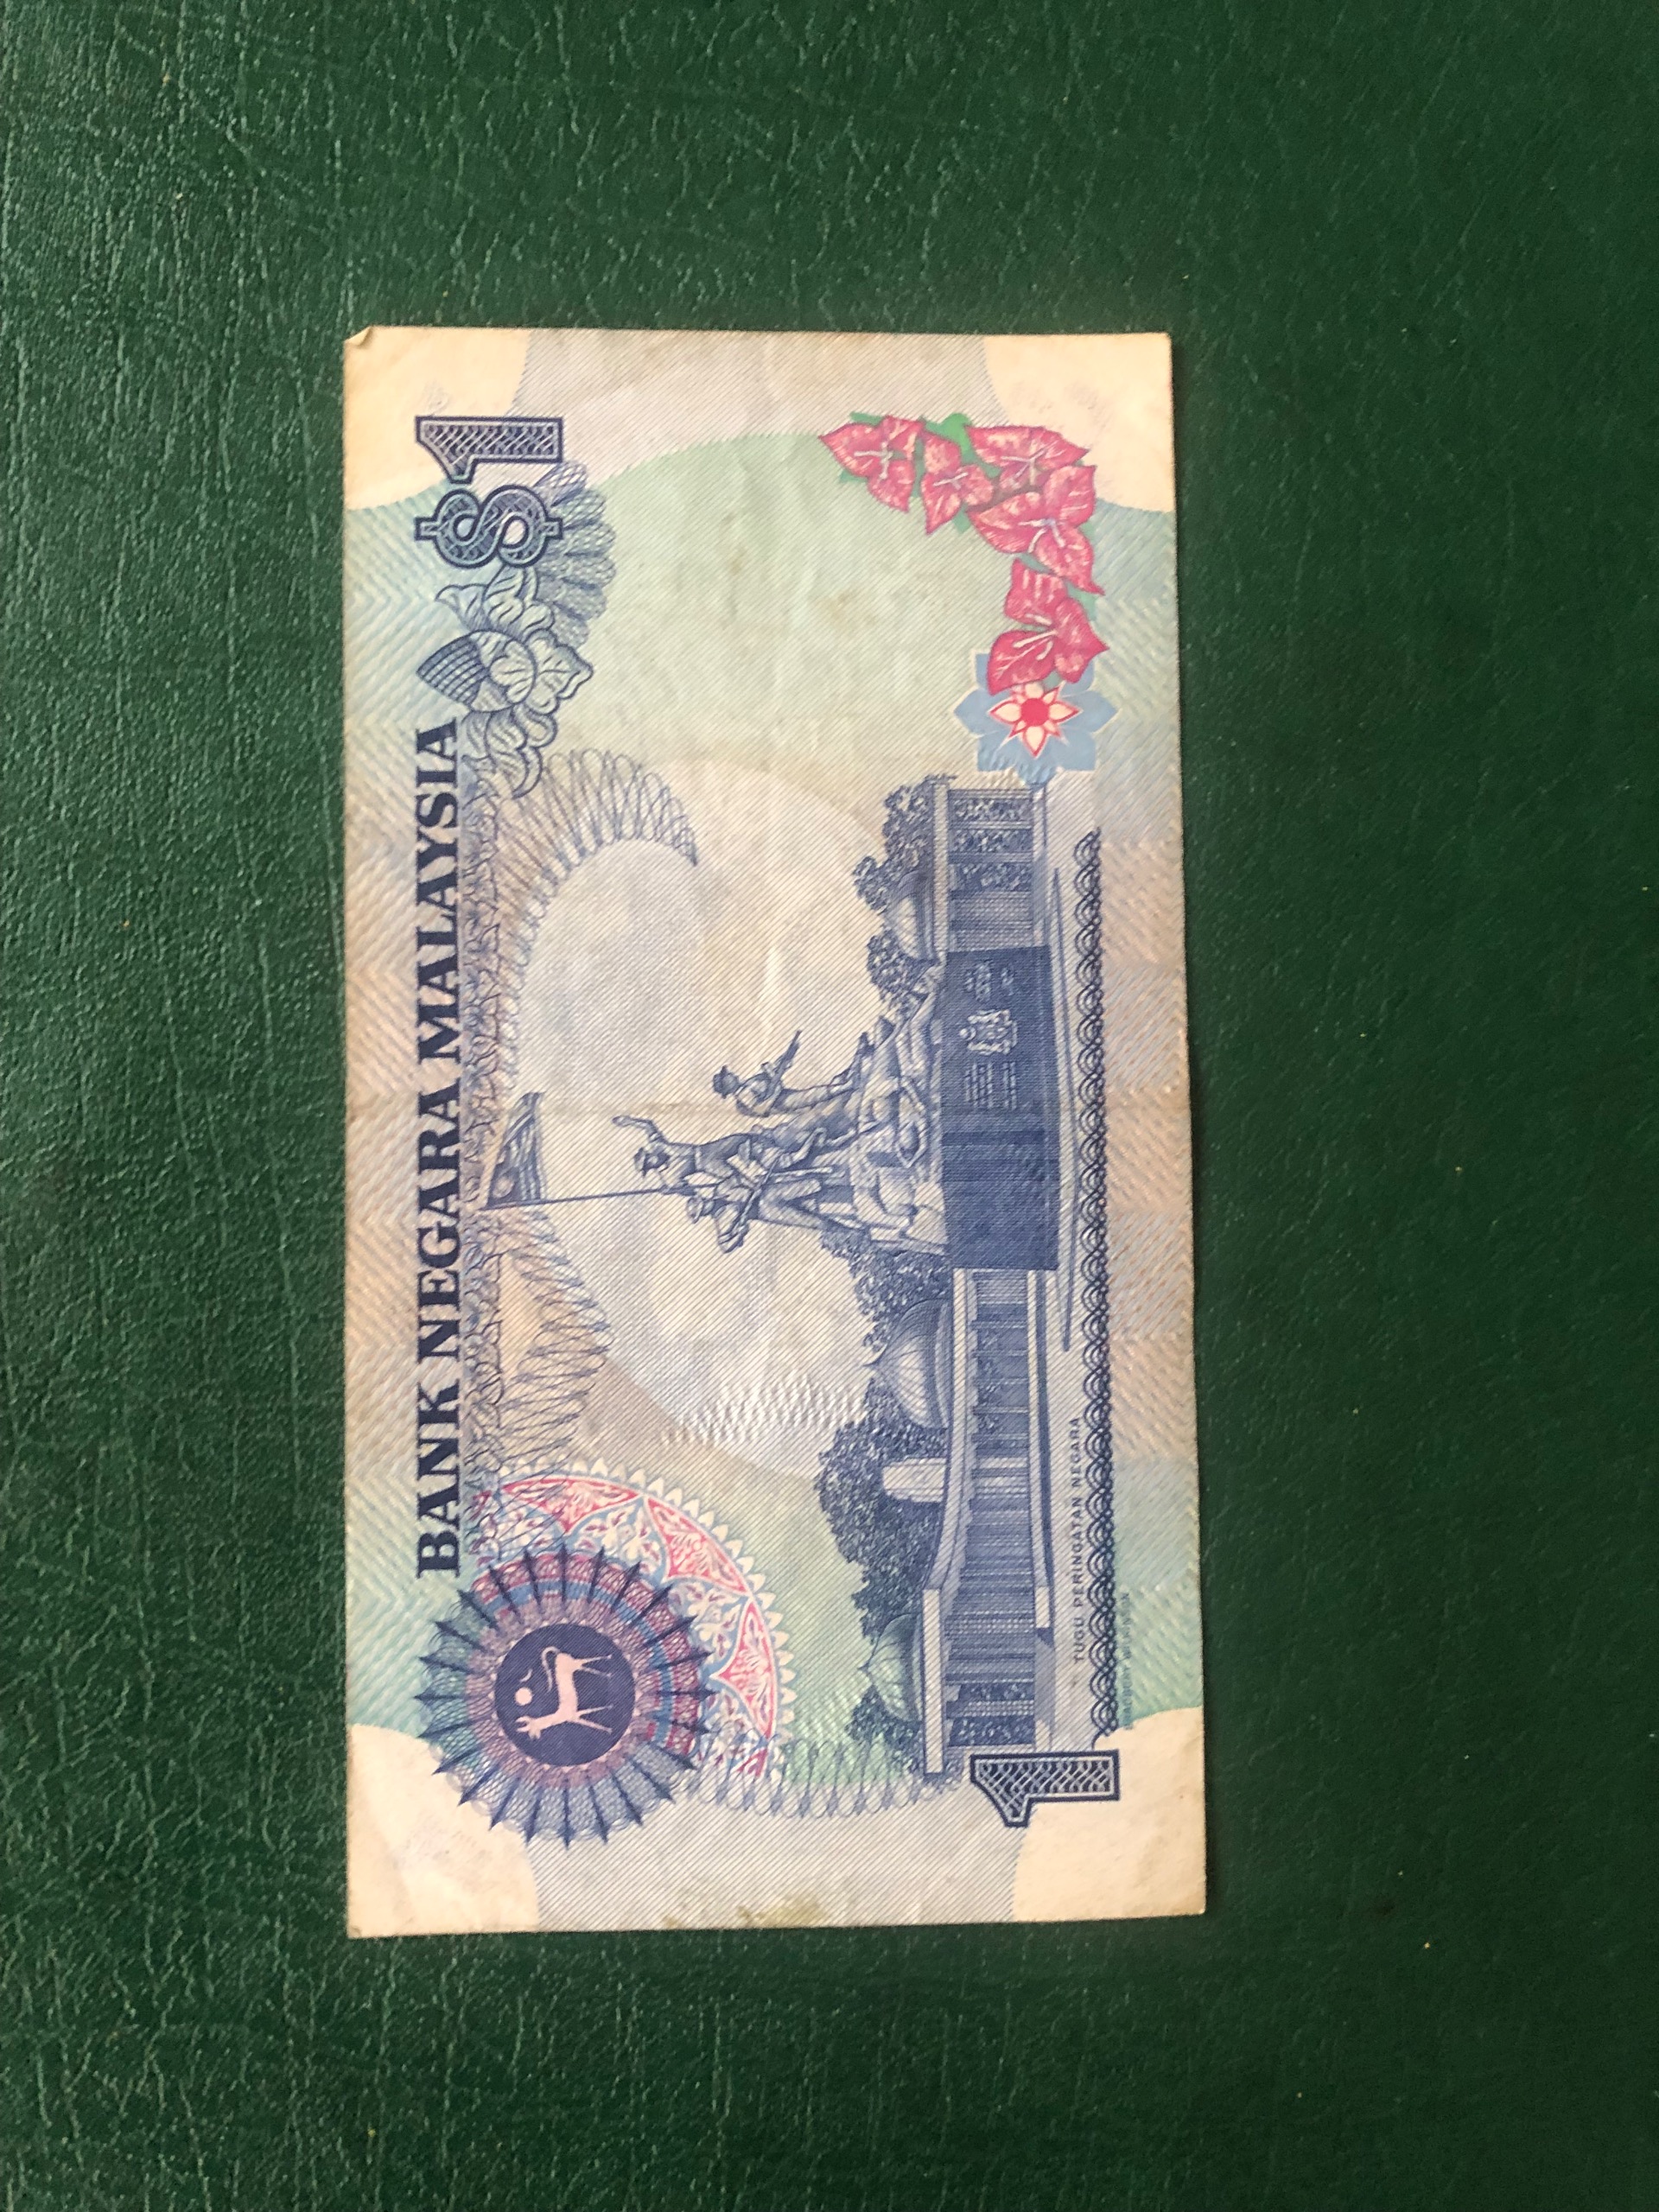 BANK NEGARA MALAYSIA
$1
TUGU PERINGATAN NEGARA
1